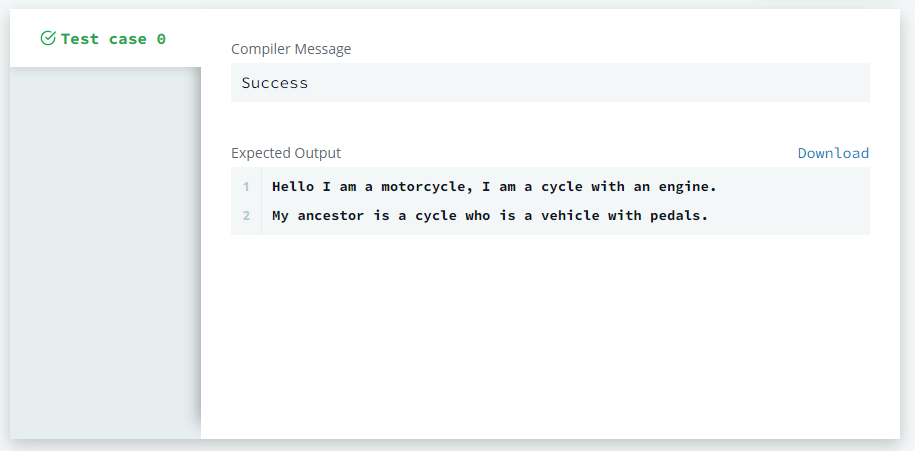 Test case 0
Compiler Message
Success
Expected Output
Download
1 Hello I am a motorcycle, I am a cycle with an engine.
2 My ancestor is a cycle who is a vehicle with pedals.